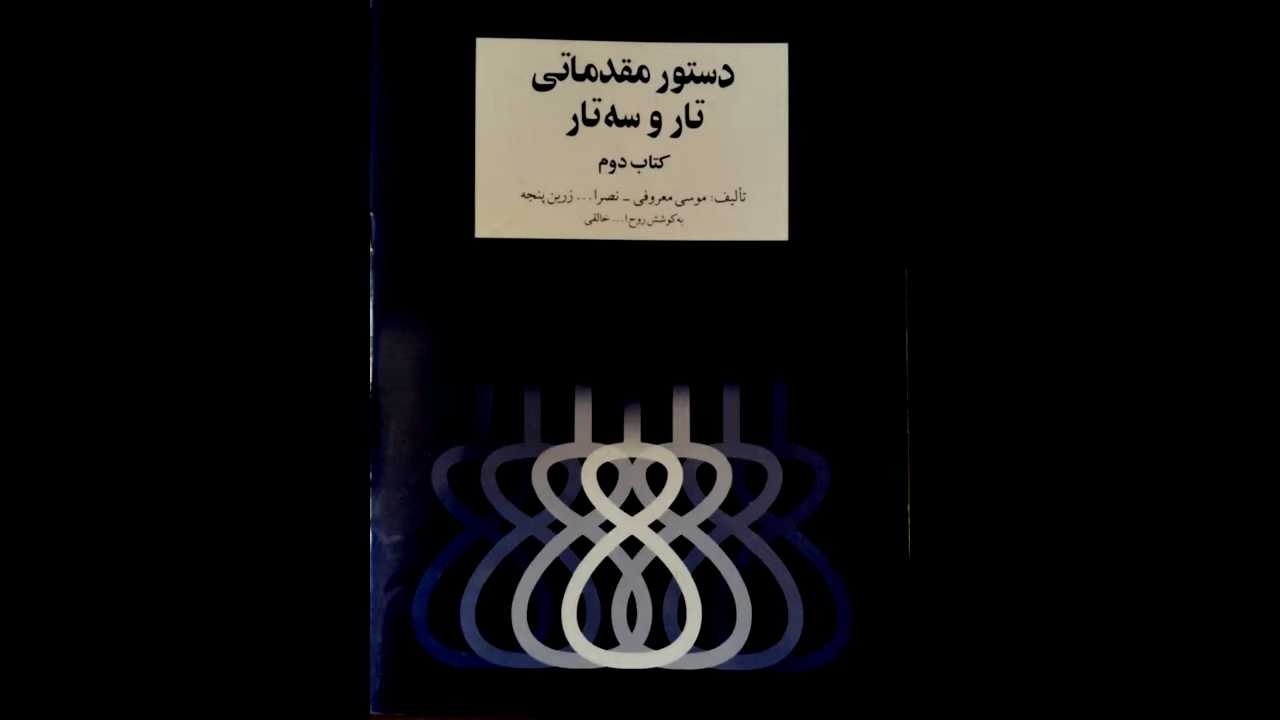 دستور مقدماتی
تار و سه‌تار
کتاب دوم
تألیف: موسی معروفی ـ نصرا... زرین پنجه
به‌کوشش روح ا... خالقی